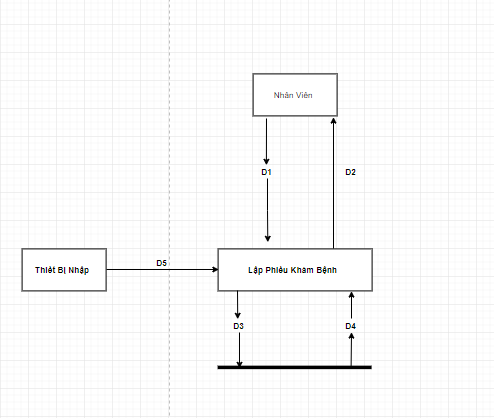 Nhân Viên
D1
D2
D5
Thiết Bị Nhập
Lập Phiếu Khám Bệnh
D3
D4